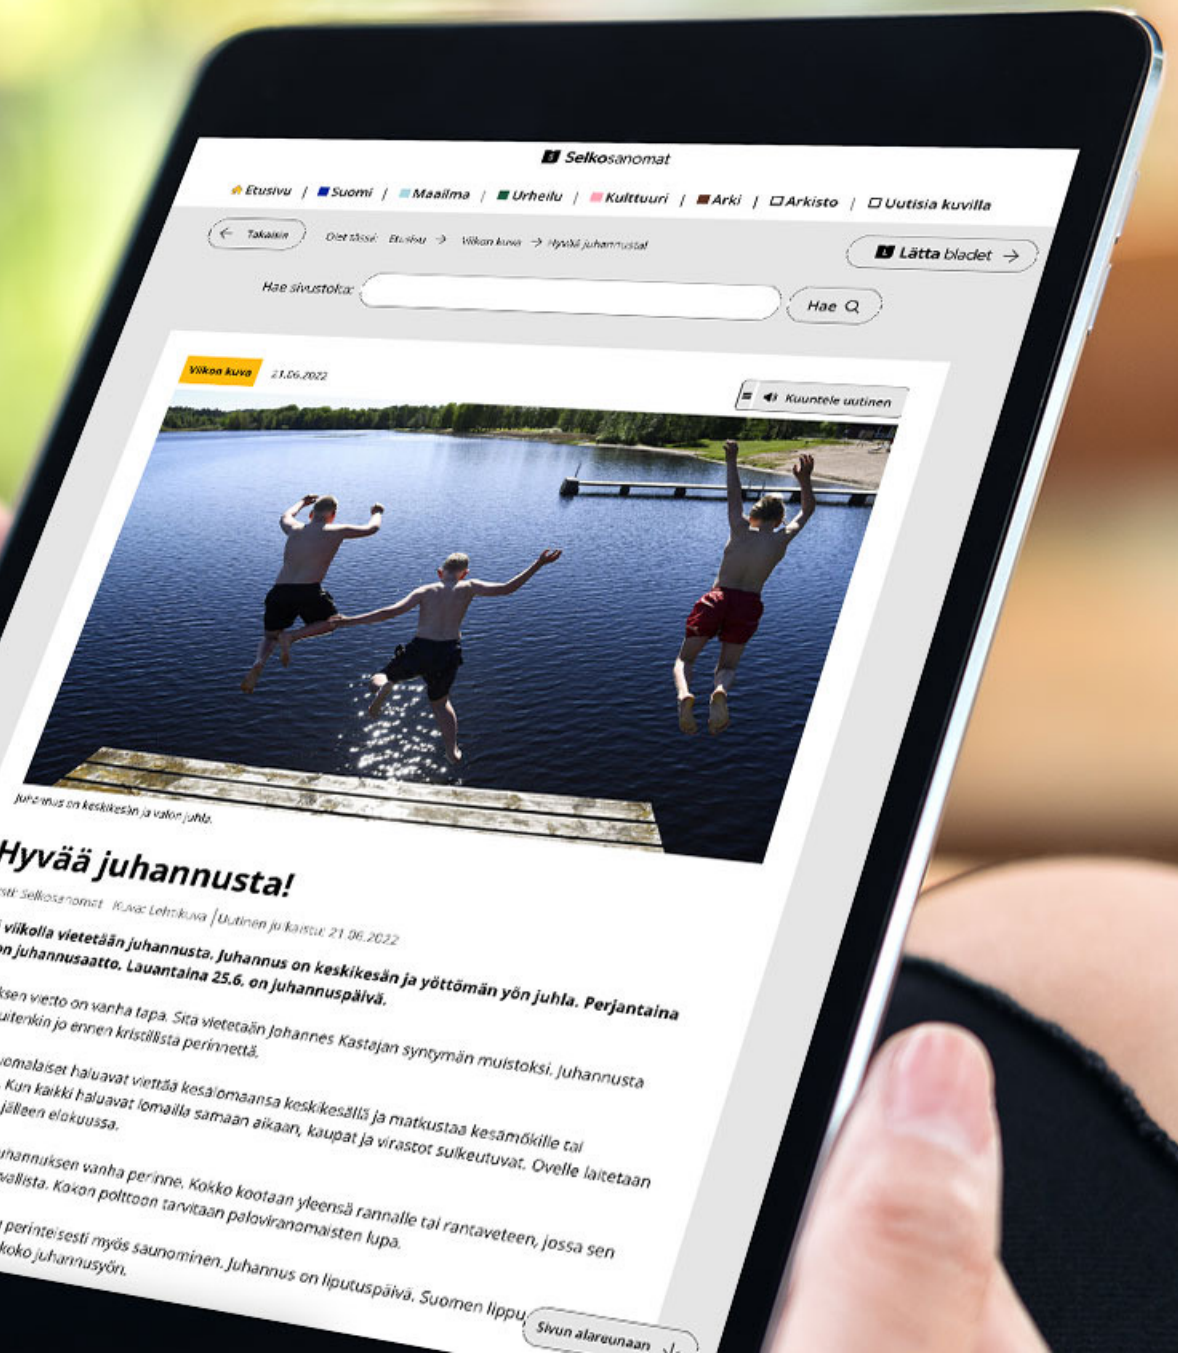 Selkosanomat
Etusivu | Suomi | Maailma | Urheilu | Kulttuuri | Arki | Arkisto | Uutisia kuvilla
Takaisin Olet tässä: Etusivu Viikon kuva Hyvää juhannusta! Lätta bladet
Hae sivustolta: Hae
Viikon kuva 21.06.2022 Kuuntele uutinen
Juhannus on keskikesän ja valon juhla.
Hyvää juhannusta!
Selkosanomat Kuva: Lehtikuva | Uutinen julkaistu: 21.06.2022
viikolla vietetään juhannusta. Juhannus on keskikesän ja yöttömän yön juhla. Perjantaina
on juhannusaatto. Lauantaina 25.6. on juhannuspäivä.
vietto on vanha tapa. Sitä vietetään Johannes Kastajan syntymän muistoksi. Juhannusta
jo ennen kristillistä perinnettä.
haluavat viettää kesälomaansa keskikesällä ja matkustaa kesämökille tai
Kun kaikki haluavat lomailla samaan aikaan, kaupat ja virastot sulkeutuvat. Ovelle laitetaan
jälleen elokuussa.
vanha perinne. Kokko kootaan yleensä rannalle tai rantaveteen, jossa sen
Kokon polttoon tarvitaan paloviranomaisten lupa.
perinteisesti myös saunominen. Juhannus on liputuspäivä. Suomen lippu
koko juhannusyön.
Sivun alareunaan